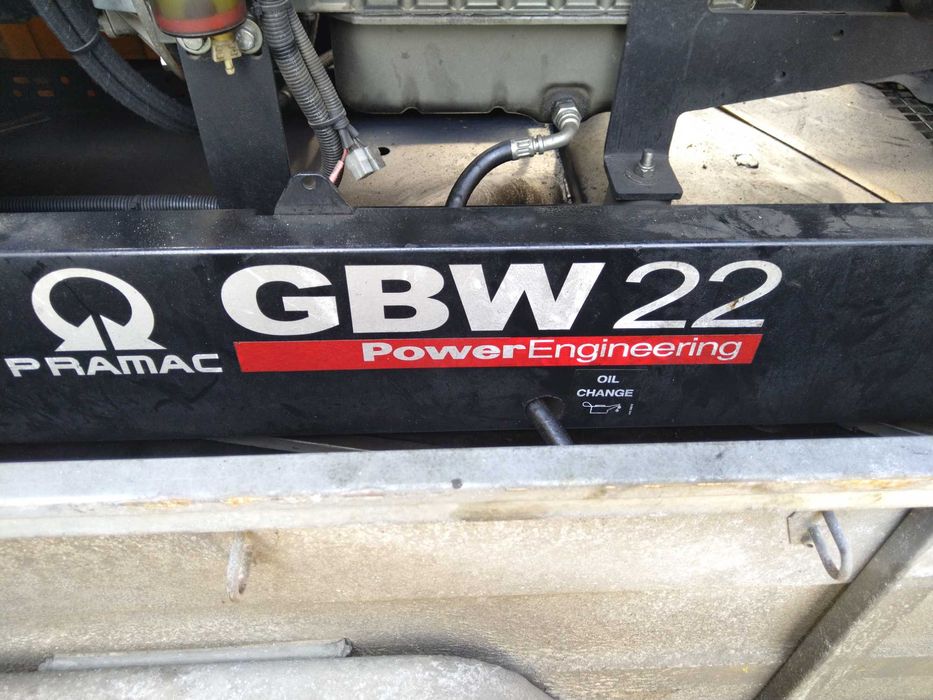 GBW 22
PRAMAC
PowerEngineering
OIL
CHANGE